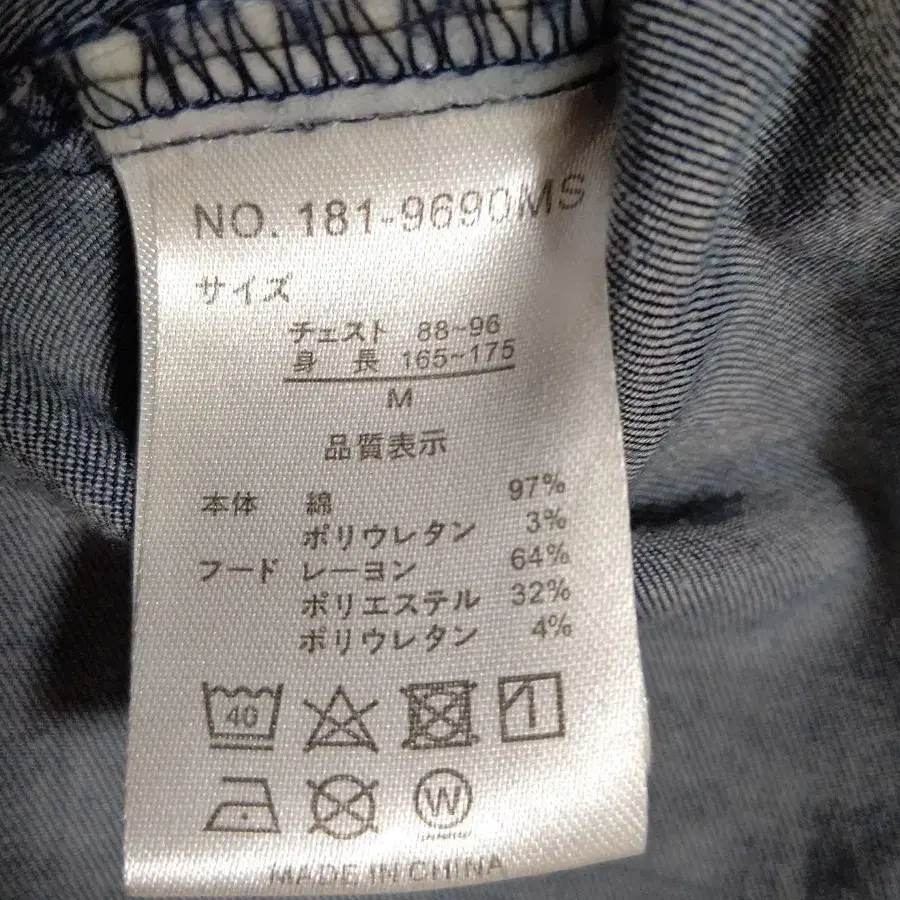 NO. 181-9690MS
サイズ
チェスト 88~96
身 長 165~175
M
品質表示
本体 綿 97%
ポリウレタン 3%
フード レーヨン 64%
ポリエステル 32%
ポリウレタン 4%
40
W
MADE IN CHINA